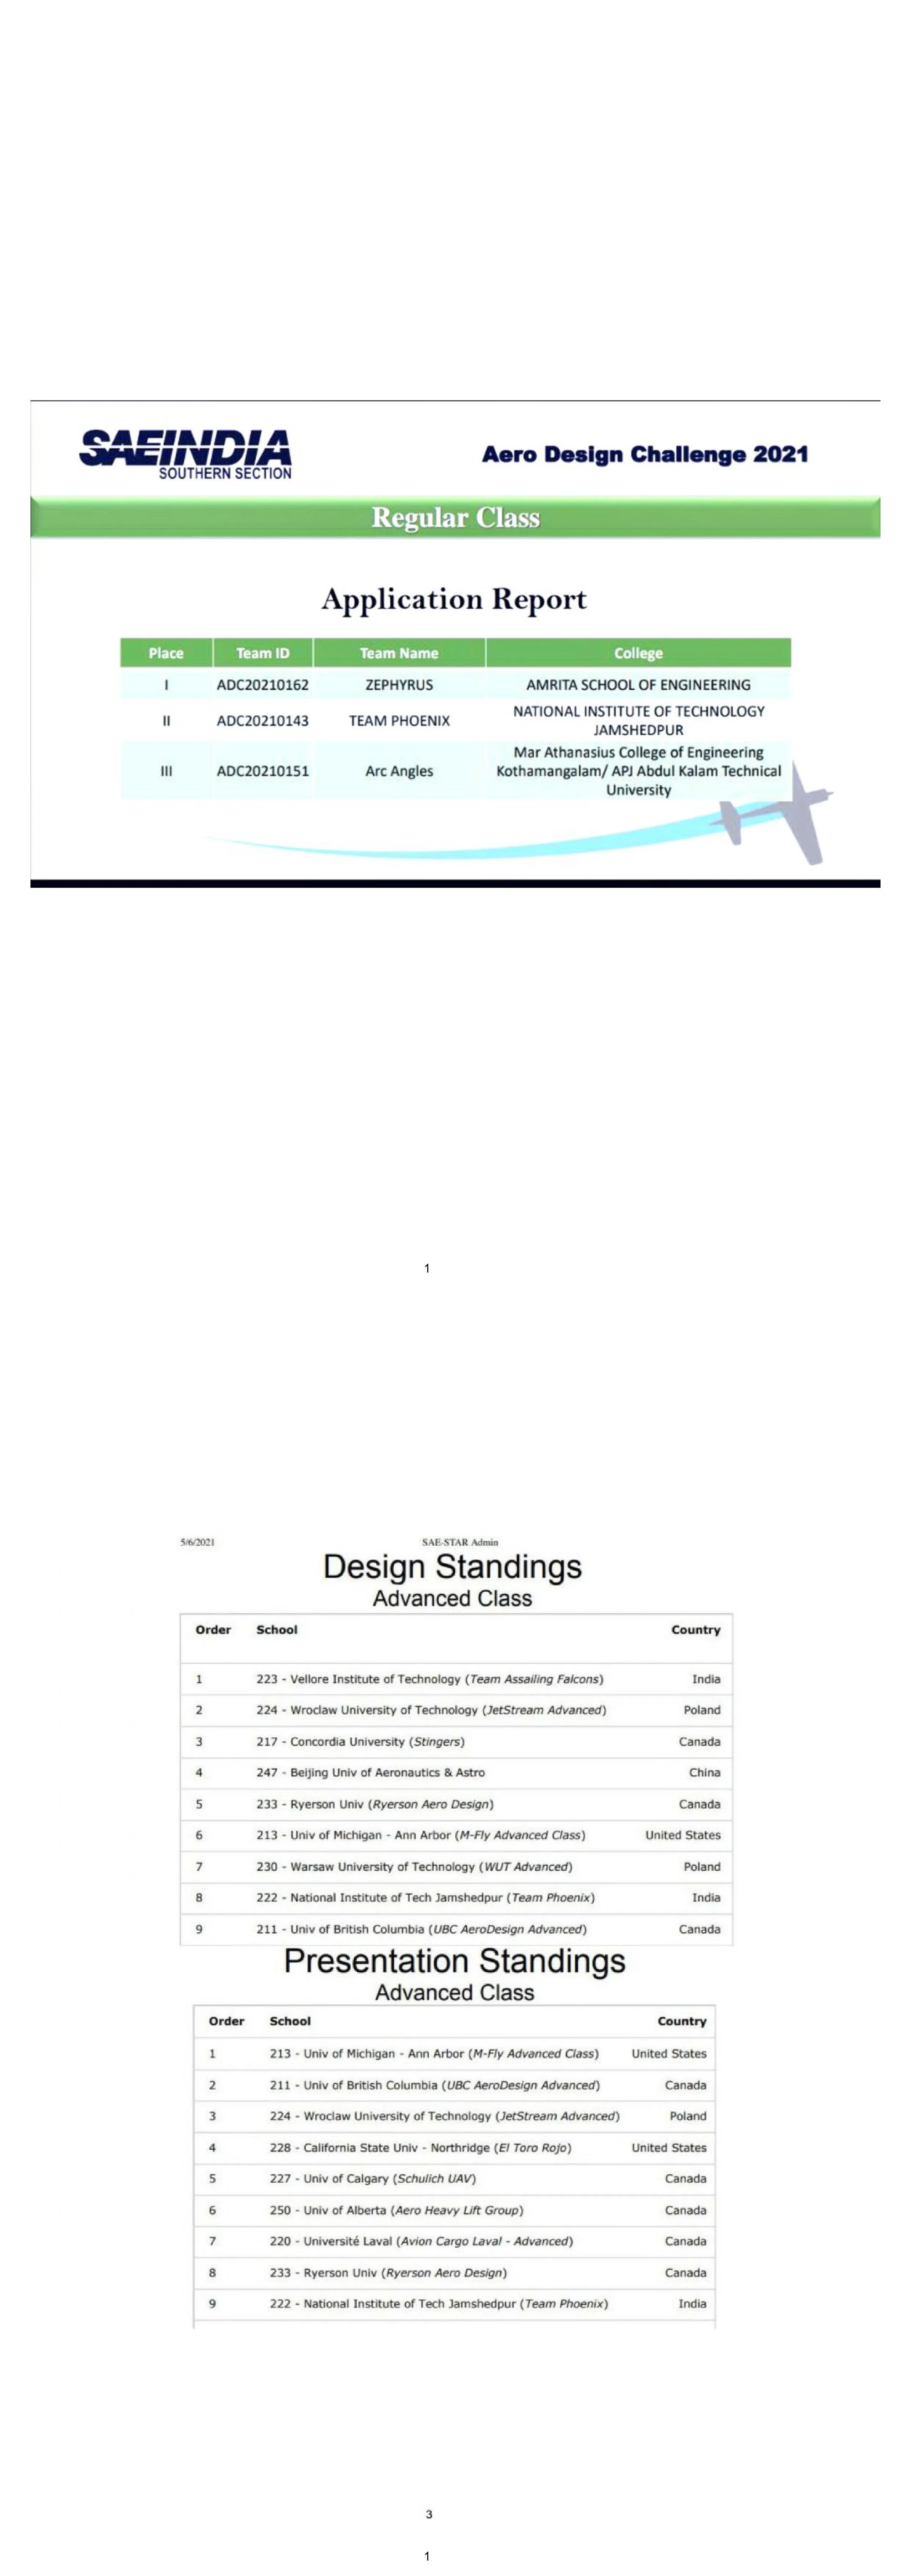 SAEINDIA
SOUTHERN SECTION
Aero Design Challenge 2021
Regular Class
Application Report
Place Team ID Team Name College
I ADC20210162 ZEPHYRUS AMRITA SCHOOL OF ENGINEERING
II ADC20210143 TEAM PHOENIX NATIONAL INSTITUTE OF TECHNOLOGY
JAMSHEDPUR
III ADC20210151 Arc Angles Mar Athanasius College of Engineering
Kothamangalam/ APJ Abdul Kalam Technical
University
1
5/6/2021 SAE-STAR Admin
Design Standings
Advanced Class
Order School Country
1 223 - Vellore Institute of Technology (Team Assailing Falcons) India
2 224 - Wroclaw University of Technology (JetStream Advanced) Poland
3 217 - Concordia University (Stingers) Canada
4 247 - Beijing Univ of Aeronautics & Astro China
5 233 - Ryerson Univ (Ryerson Aero Design) Canada
6 213 - Univ of Michigan - Ann Arbor (M-Fly Advanced Class) United States
7 230 - Warsaw University of Technology (WUT Advanced) Poland
8 222 - National Institute of Tech Jamshedpur (Team Phoenix) India
9 211 - Univ of British Columbia (UBC AeroDesign Advanced) Canada
Presentation Standings
Advanced Class
Order School Country
1 213 - Univ of Michigan - Ann Arbor (M-Fly Advanced Class) United States
2 211 - Univ of British Columbia (UBC AeroDesign Advanced) Canada
3 224 - Wroclaw University of Technology (JetStream Advanced) Poland
4 228 - California State Univ - Northridge (El Toro Rojo) United States
5 227 - Univ of Calgary (Schulich UAV) Canada
6 250 - Univ of Alberta (Aero Heavy Lift Group) Canada
7 220 - Université Laval (Avion Cargo Laval - Advanced) Canada
8 233 - Ryerson Univ (Ryerson Aero Design) Canada
9 222 - National Institute of Tech Jamshedpur (Team Phoenix) India
3
1